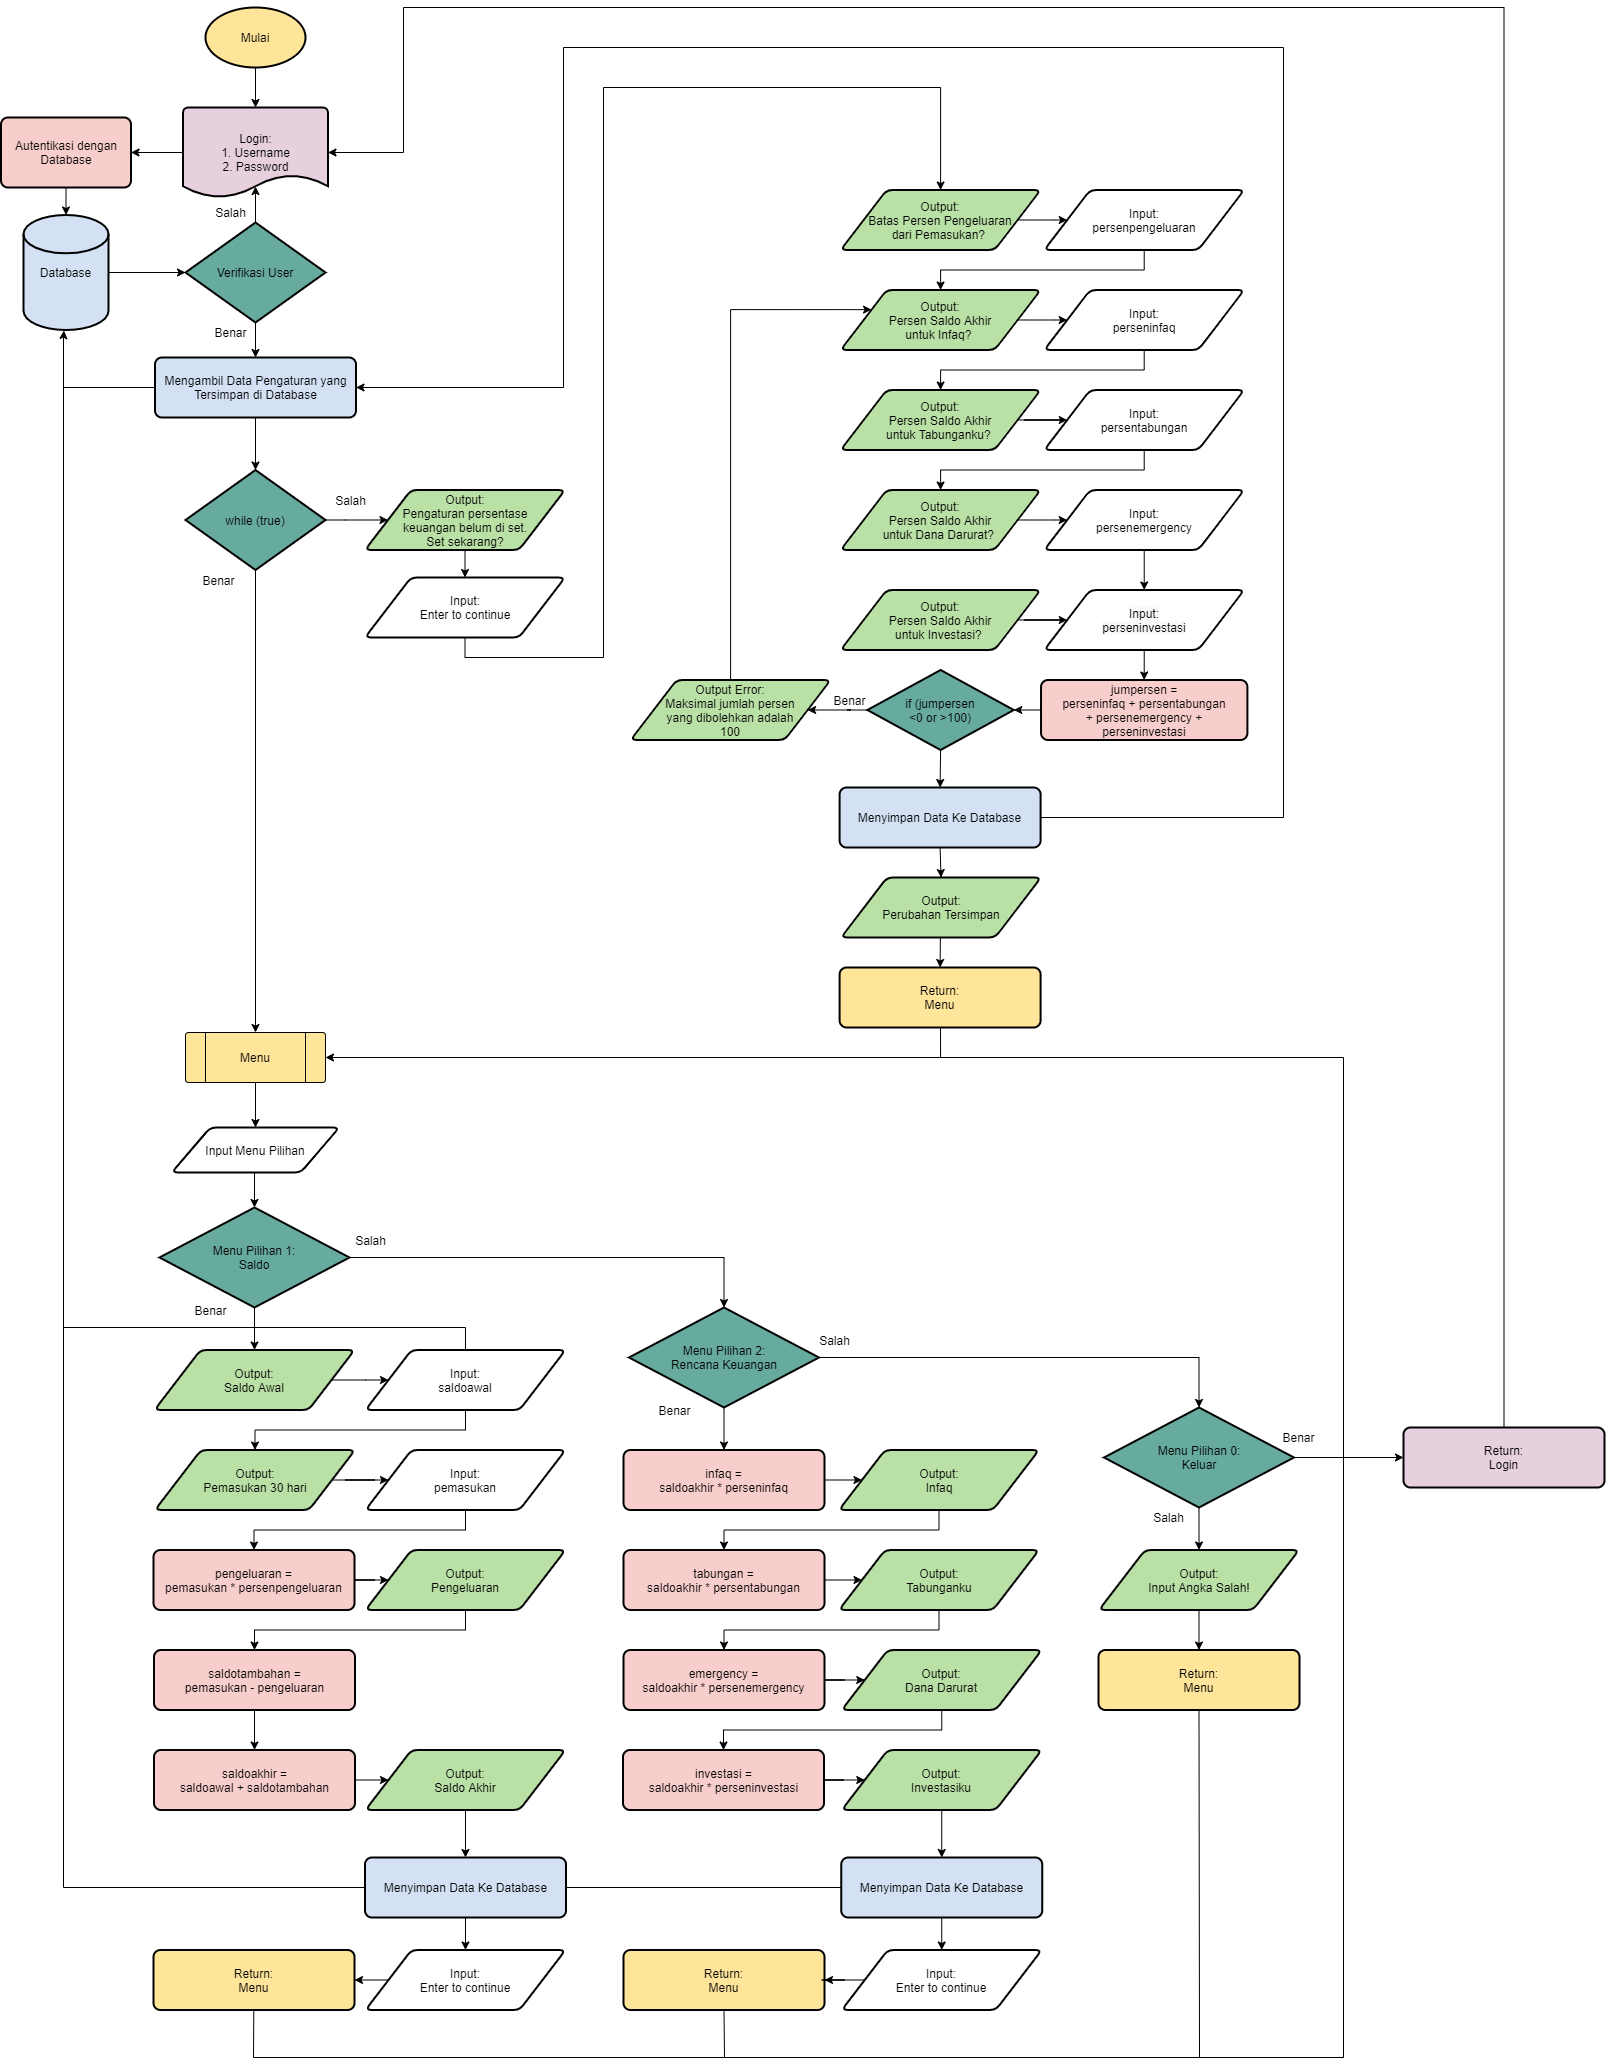 Mulai
Login:
1. Username
2. Password
Autentikasi dengan
Database
Salah
Database
Verifikasi User
Benar
Mengambil Data Pengaturan yang
Tersimpan di Database
while (true)
Salah
Output:
Pengaturan persentase
keuangan belum di set.
Set sekarang?
Benar
Input:
Enter to continue
Output:
Batas Persen Pengeluaran
dari Pemasukan?
Input:
persenpengeluaran
Output:
Persen Saldo Akhir
untuk Infaq?
Input:
perseninfaq
Output:
Persen Saldo Akhir
untuk Tabunganku?
Input:
persentabungan
Output:
Persen Saldo Akhir
untuk Dana Darurat?
Input:
persenemergency
Output:
Persen Saldo Akhir
untuk Investasi?
Input:
perseninvestasi
Output Error:
Maksimal jumlah persen
yang dibolehkan adalah
100
Benar
if (jumpersen
<0 or >100)
jumpersen =
perseninfaq + persentabungan
+ persenemergency +
perseninvestasi
Menyimpan Data Ke Database
Output:
Perubahan Tersimpan
Return:
Menu
Menu
Input Menu Pilihan
Menu Pilihan 1:
Saldo
Salah
Benar
Output:
Saldo Awal
Input:
saldoawal
Output:
Pemasukan 30 hari
Input:
pemasukan
pengeluaran =
pemasukan * persenpengeluaran
Output:
Pengeluaran
saldotambahan =
pemasukan - pengeluaran
saldoakhir =
saldoawal + saldotambahan
Output:
Saldo Akhir
Menyimpan Data Ke Database
Return:
Menu
Input:
Enter to continue
Menu Pilihan 2:
Rencana Keuangan
Salah
Benar
infaq =
saldoakhir * perseninfaq
Output:
Infaq
tabungan =
saldoakhir * persentabungan
Output:
Tabunganku
emergency =
saldoakhir * persenemergency
Output:
Dana Darurat
investasi =
saldoakhir * perseninvestasi
Output:
Investasiku
Menyimpan Data Ke Database
Return:
Menu
Input:
Enter to continue
Menu Pilihan 0:
Keluar
Benar
Return:
Login
Salah
Output:
Input Angka Salah!
Return:
Menu